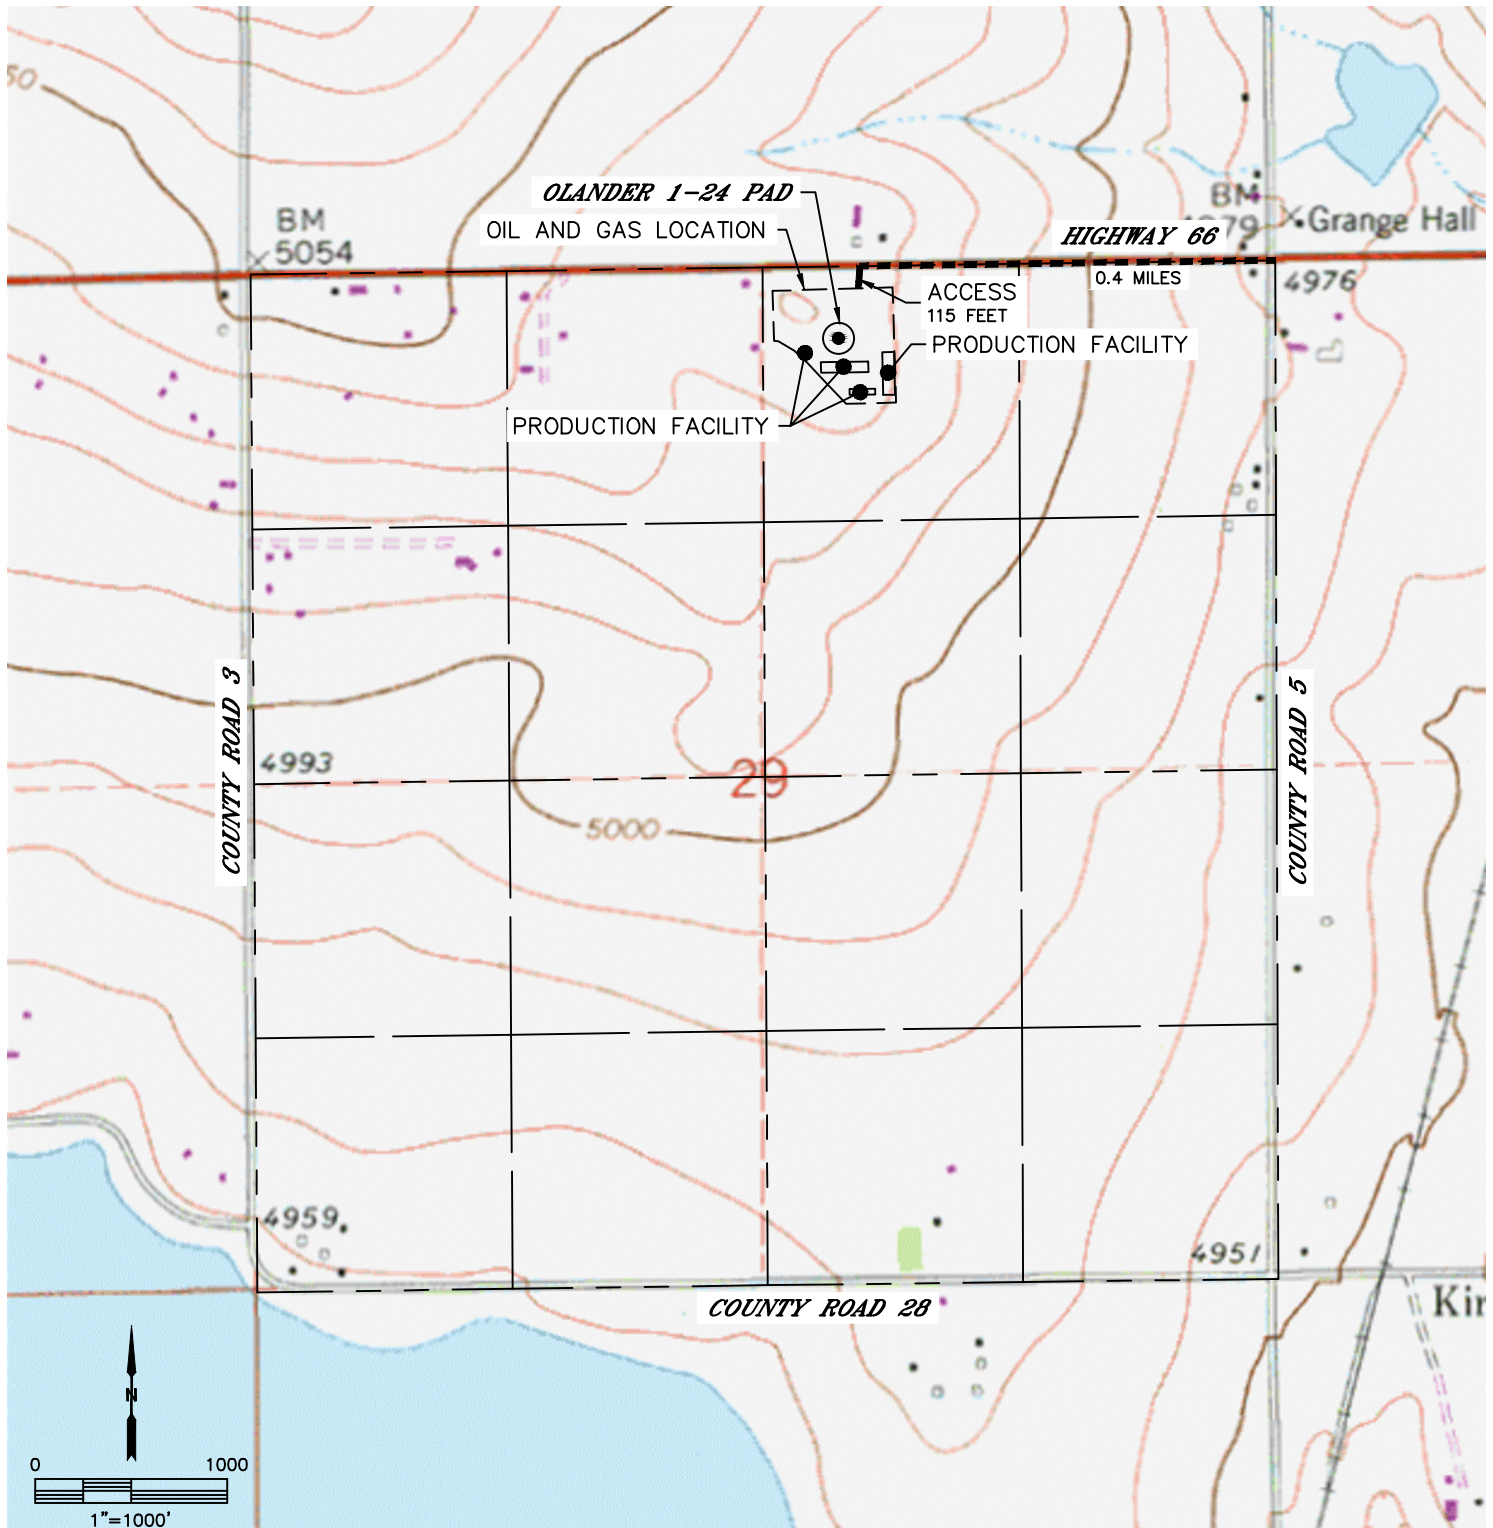 50
OLANDER 1-24 PAD
OIL AND GAS LOCATION
BM
5054
BM
Grange Hall
HIGHWAY 66
0.4 MILES
4976
ACCESS
115 FEET
PRODUCTION FACILITY
PRODUCTION FACILITY
COUNTY ROAD 3
COUNTY ROAD 5
4993
29
5000
4959
4951
COUNTY ROAD 28
Kir
N
0 1000
1"=1000'